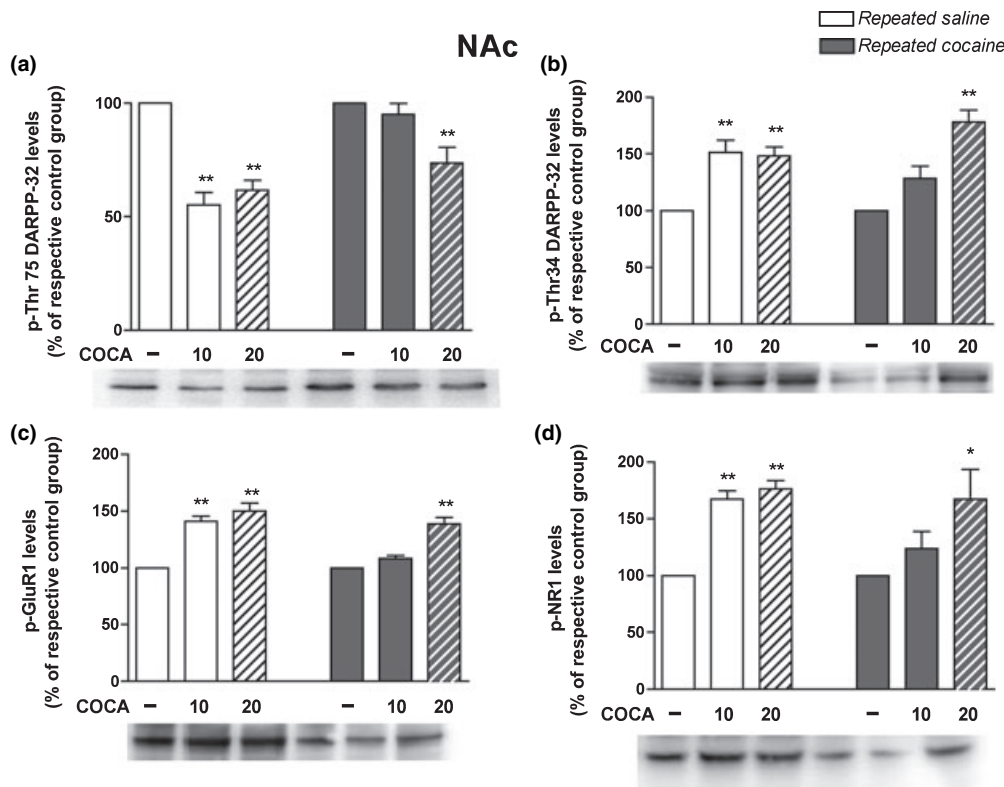 NAc
Repeated saline
Repeated cocaine
(a)
p-Thr 75 DARPP-32 levels
(% of respective control group)
100
50
0
**
**
**
COCA – 10 20 – 10 20
(b)
p-Thr34 DARPP-32 levels
(% of respective control group)
200
150
100
50
0
**
**
**
COCA – 10 20 – 10 20
(c)
p-GluR1 levels
(% of respective control group)
200
150
100
50
0
**
**
**
COCA – 10 20 – 10 20
(d)
p-NR1 levels
(% of respective control group)
200
150
100
50
0
**
**
*
COCA – 10 20 – 10 20